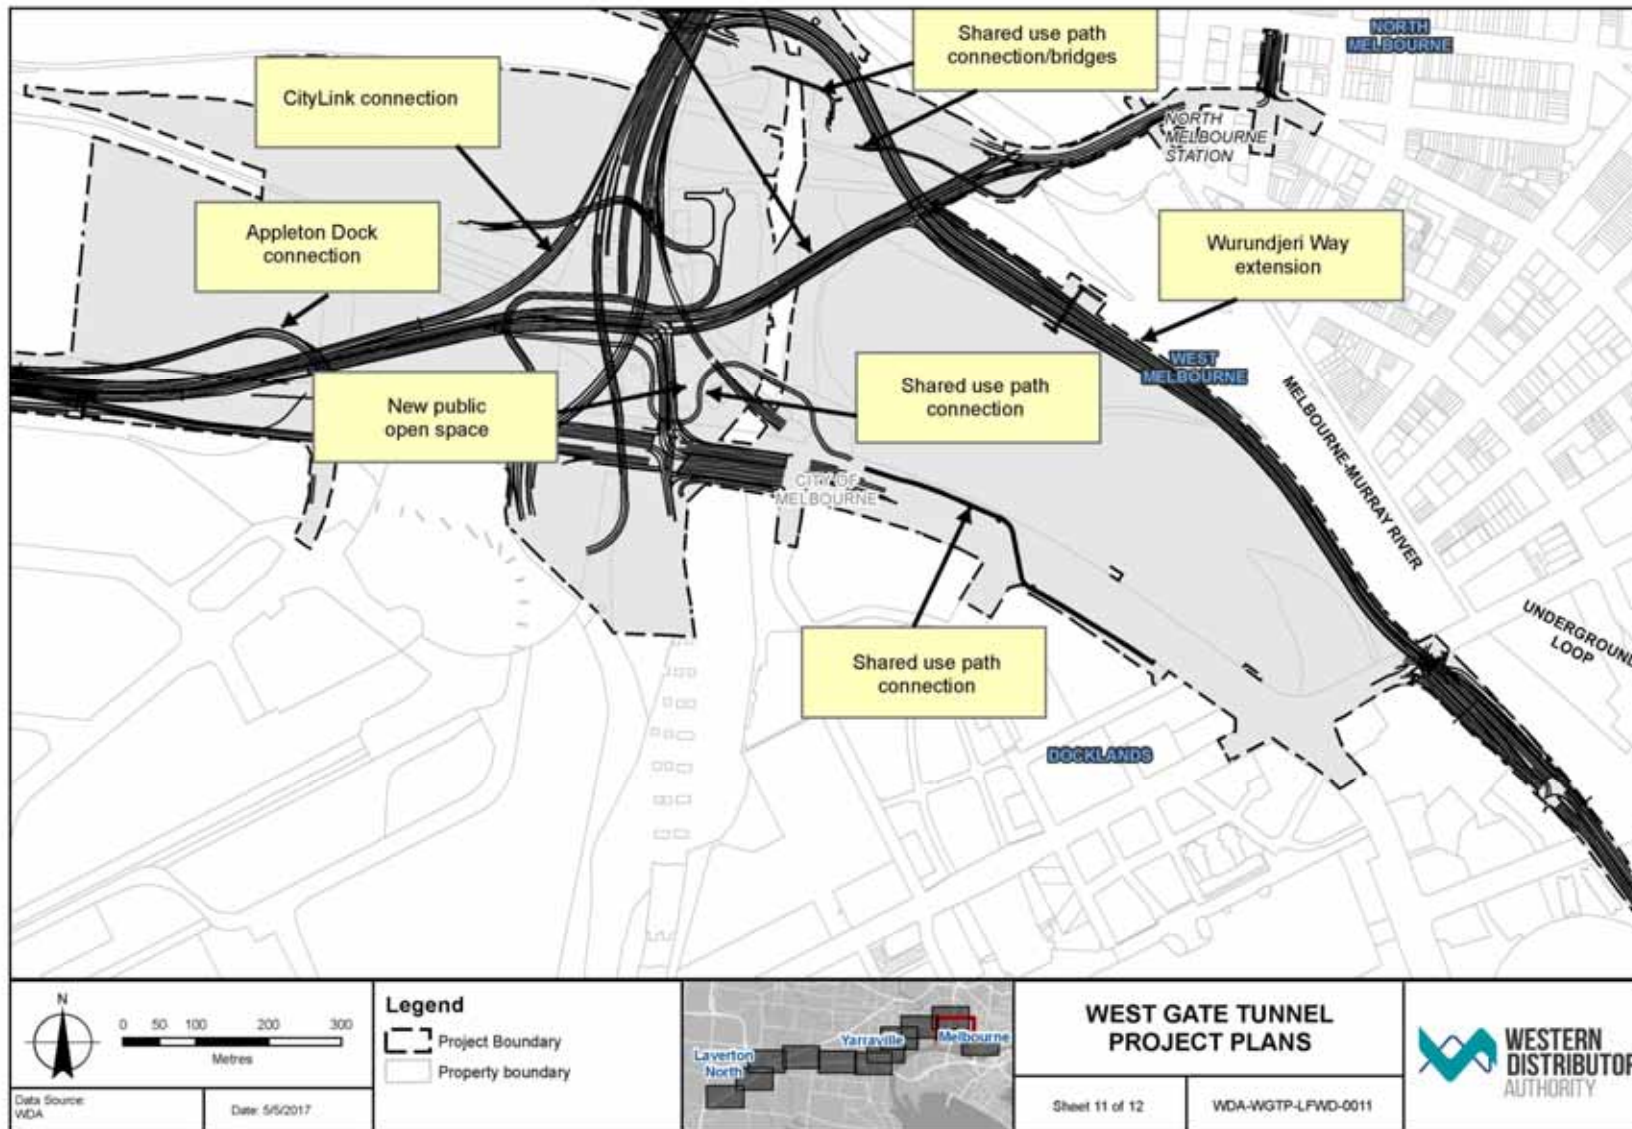 Shared use path
connection/bridges
NORTH
MELBOURNE
CityLink connection
NORTH
MELBOURNE
STATION
Appleton Dock
connection
Wurundjeri Way
extension
WEST
MELBOURNE
New public
open space
Shared use path
connection
MELBOURNE-MURRAY RIVER
CITY OF
MELBOURNE
UNDERGROUND
LOOP
Shared use path
connection
DOCKLANDS
N
0 50 100 200 300
Metres
Data Source:
WDA
Date: 5/5/2017
Legend
Project Boundary
Property boundary
Laverton
North
Yarraville
Melbourne
WEST GATE TUNNEL
PROJECT PLANS
Sheet 11 of 12
WDA-WGTP-LFWD-0011
WESTERN
DISTRIBUTOR
AUTHORITY